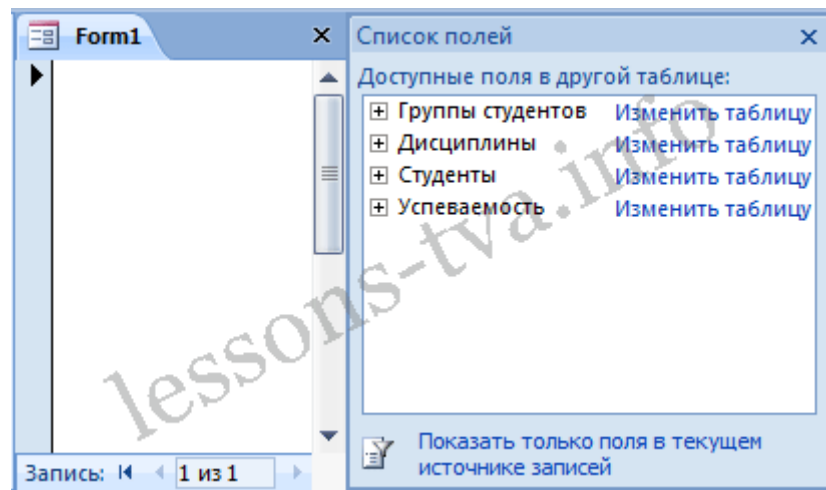 Form1
Список полей
Доступные поля в другой таблице:
Группы студентов Изменить таблицу
Дисциплины Изменить таблицу
Студенты Изменить таблицу
Успеваемость Изменить таблицу
lessons-tva.info
Показать только поля в текущем
источнике записей
Запись: 1 из 1